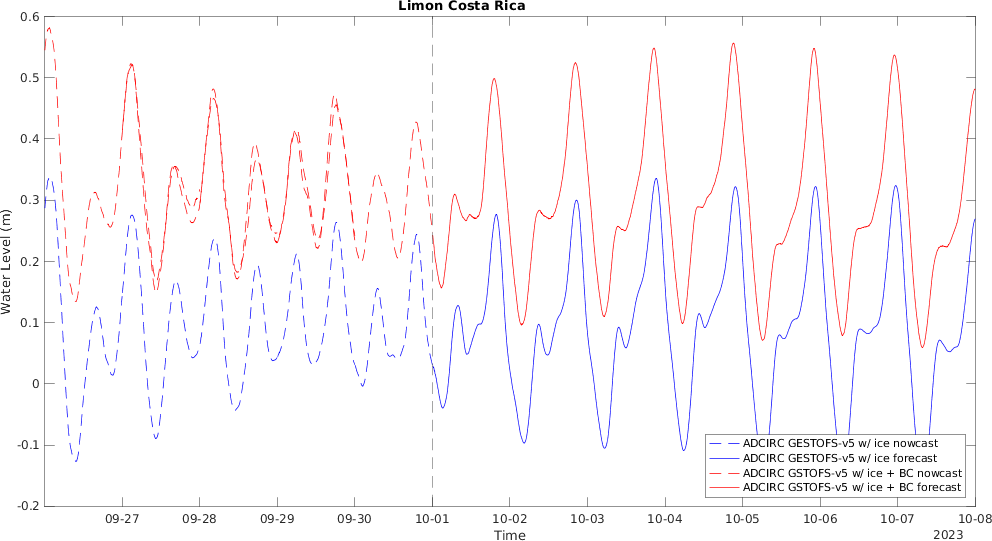 Limon Costa Rica
0.6
0.5
0.4
0.3
0.2
0.1
0
-0.1
-0.2
Water Level (m)
ADCIRC GESTOFS-v5 w/ ice nowcast
ADCIRC GESTOFS-v5 w/ ice forecast
ADCIRC GSTOFS-v5 w/ ice + BC nowcast
ADCIRC GSTOFS-v5 w/ ice + BC forecast
09-27 09-28 09-29 09-30 10-01 10-02 10-03 10-04 10-05 10-06 10-07 10-08
Time
2023